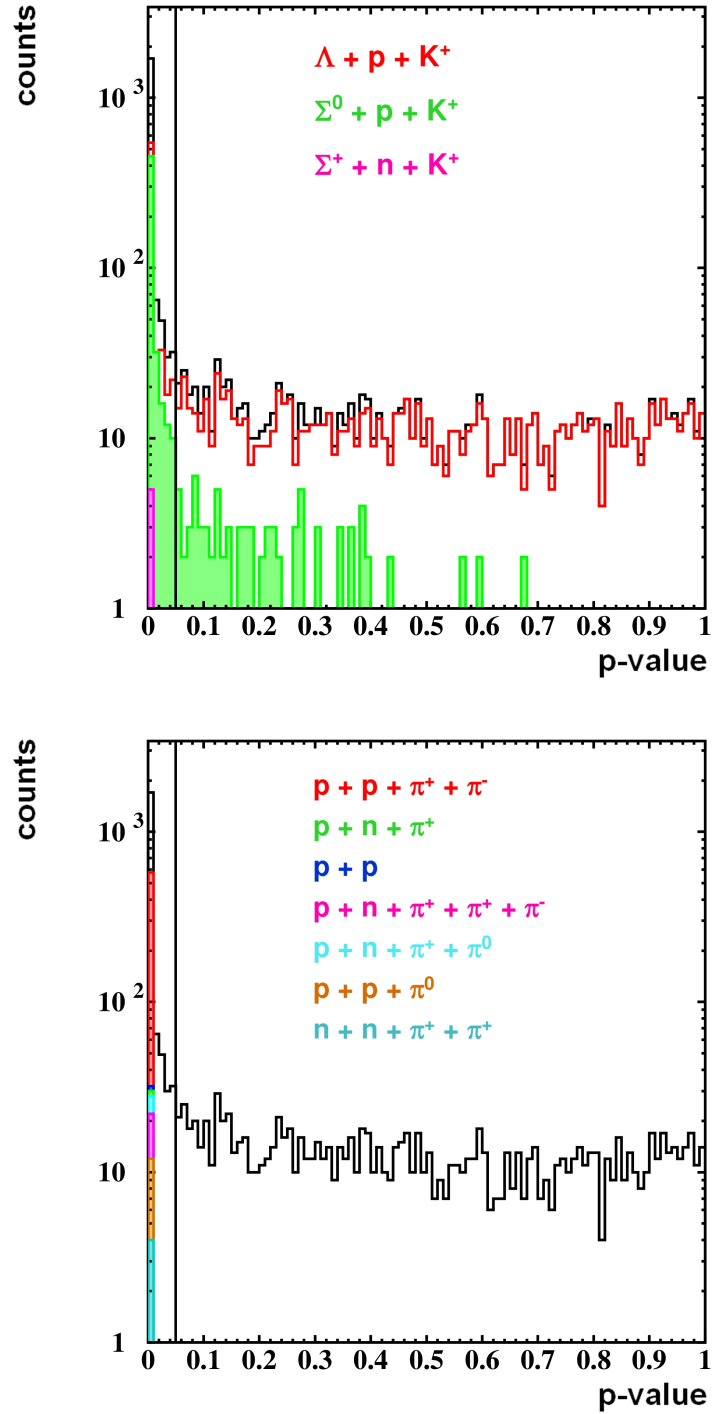 counts
10³
Λ + p + K⁺
Σ⁰ + p + K⁺
Σ⁺ + n + K⁺
10²
10
1
0 0.1 0.2 0.3 0.4 0.5 0.6 0.7 0.8 0.9 1
p-value
counts
p + p + π⁺ + π⁻
10³
p + n + π⁺
p + p
p + n + π⁺ + π⁺ + π⁻
p + n + π⁺ + π⁰
10²
p + p + π⁰
n + n + π⁺ + π⁺
10
1
0 0.1 0.2 0.3 0.4 0.5 0.6 0.7 0.8 0.9 1
p-value